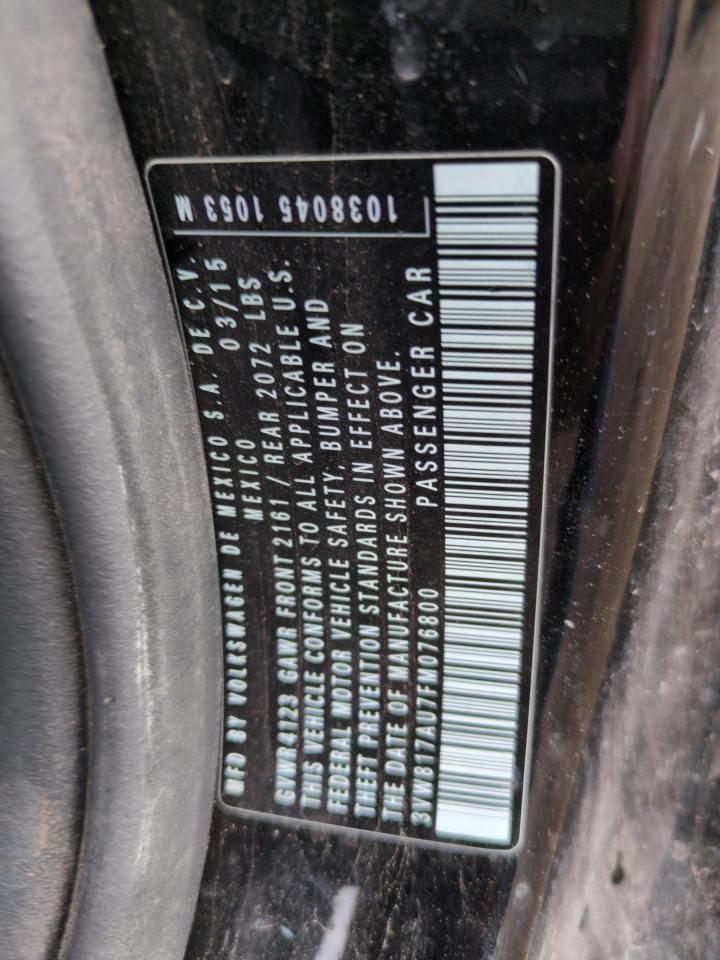 MFD BY VOLKSWAGEN DE MEXICO S.A. DE C.V.
MEXICO 03/15
GVWR4123 GAWR FRONT 2161 / REAR 2072 LBS
THIS VEHICLE CONFORMS TO ALL APPLICABLE U.S.
FEDERAL MOTOR VEHICLE SAFETY, BUMPER AND
THEFT PREVENTION STANDARDS IN EFFECT ON
THE DATE OF MANUFACTURE SHOWN ABOVE.
3VW817AU7FM076800 PASSENGER CAR
1038045 1053 M